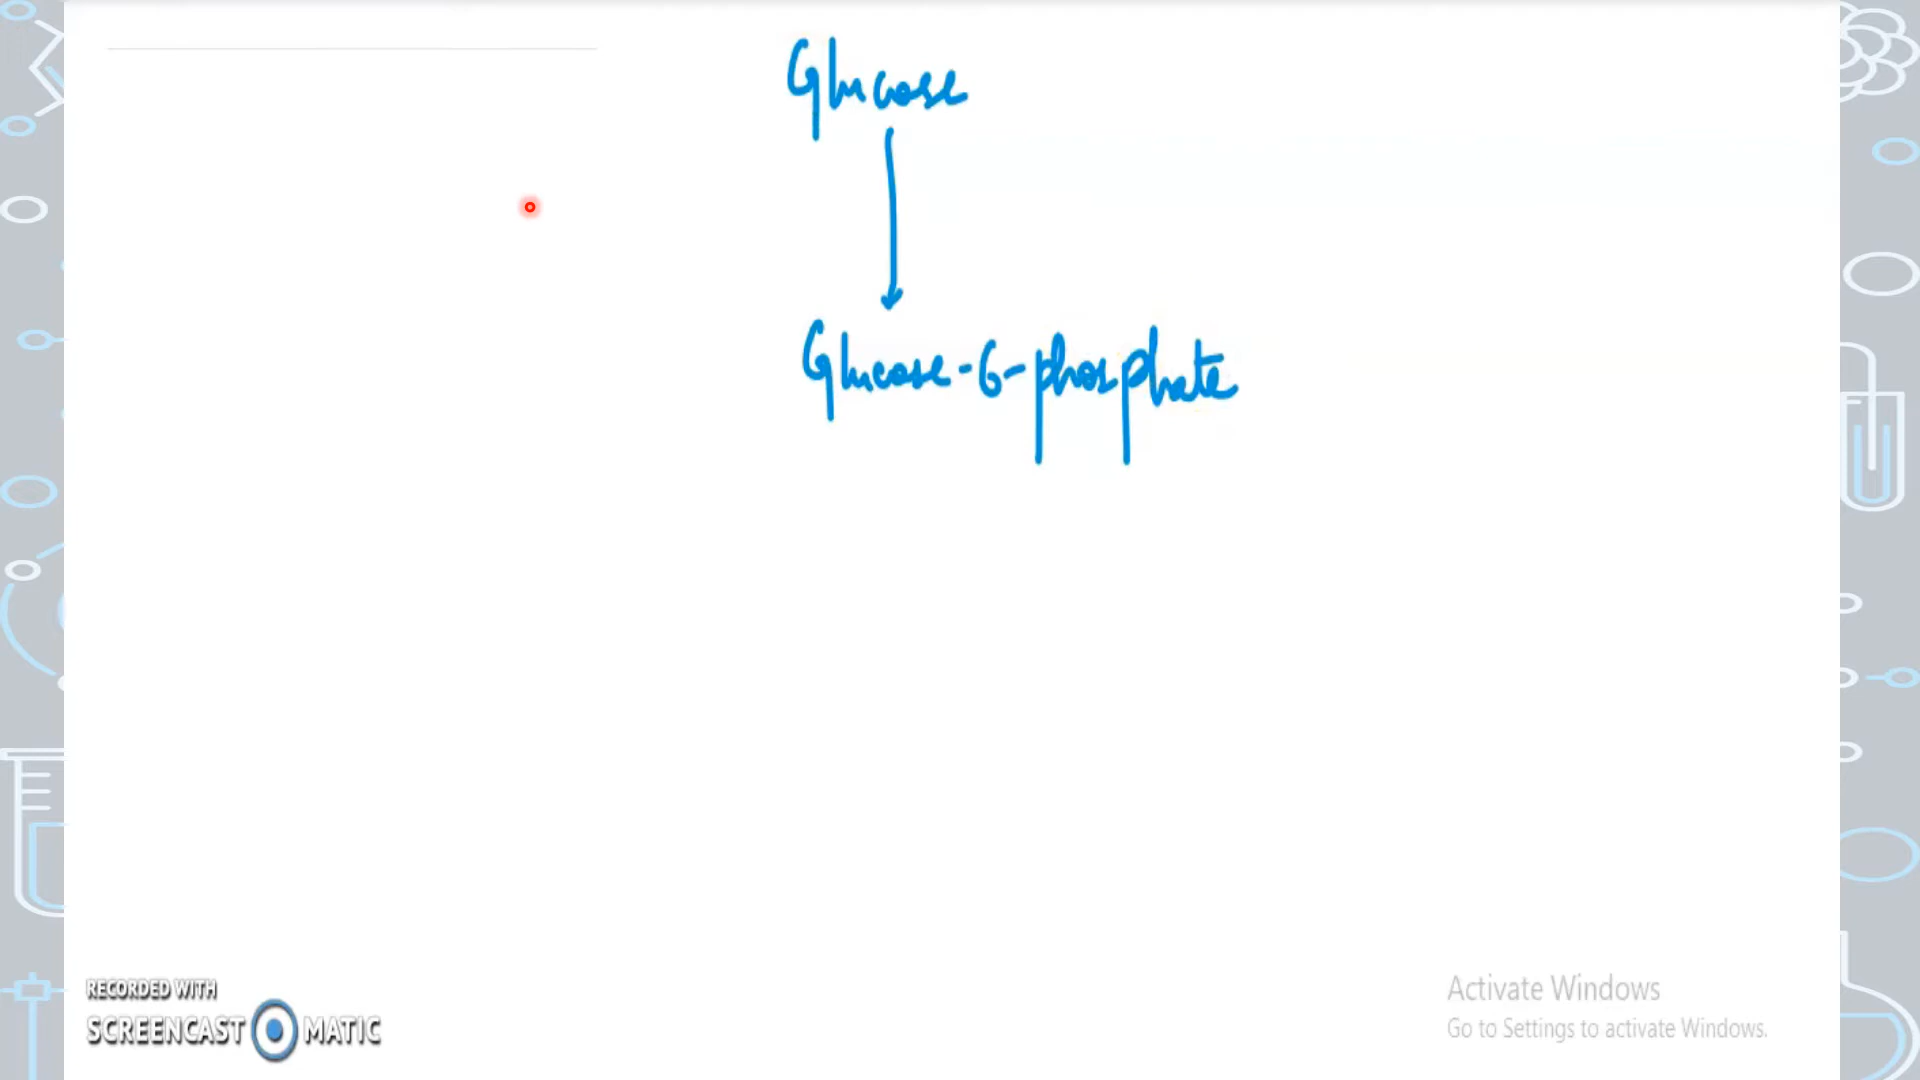 Glucose
Glucose-6-phosphate
RECORDED WITH
SCREENCAST MATIC
Activate Windows
Go to Settings to activate Windows.